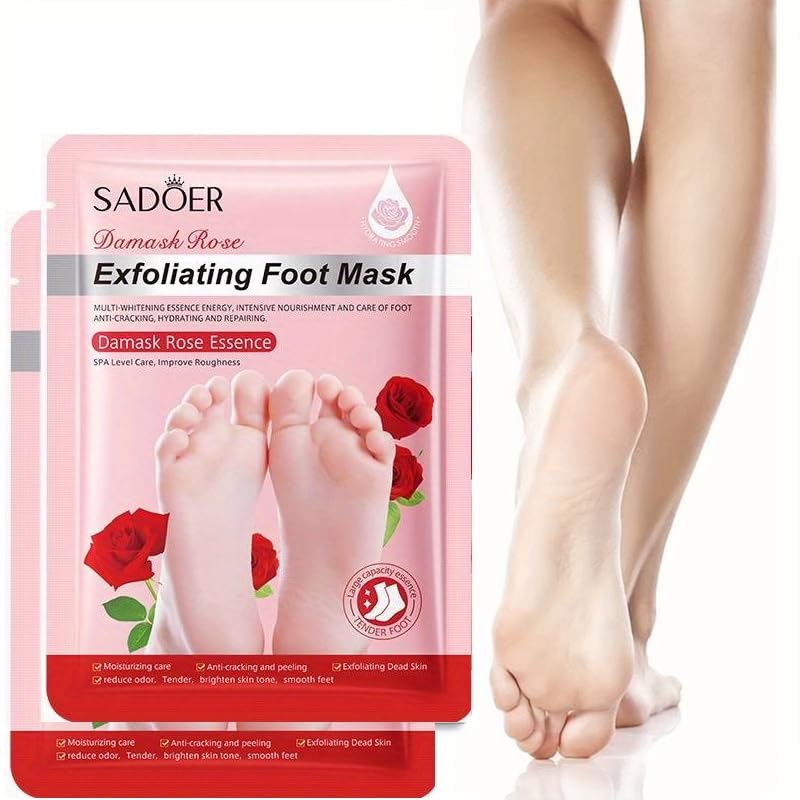 SADOER
Damask Rose
HYDRATING SMOOTH
Exfoliating Foot Mask
MULTI-WHITENING ESSENCE ENERGY, INTENSIVE NOURISHMENT AND CARE OF FOOT
ANTI-CRACKING, HYDRATING AND REPAIRING.
Damask Rose Essence
SPA Level Care, Improve Roughness
Large capacity essence
TENDER FOOT
Moisturizing care Anti-cracking and peeling Exfoliating Dead Skin
reduce odor, Tender, brighten skin tone, smooth feet
Moisturizing care Anti-cracking and peeling Exfoliating Dead Skin
reduce odor, Tender, brighten skin tone, smooth feet